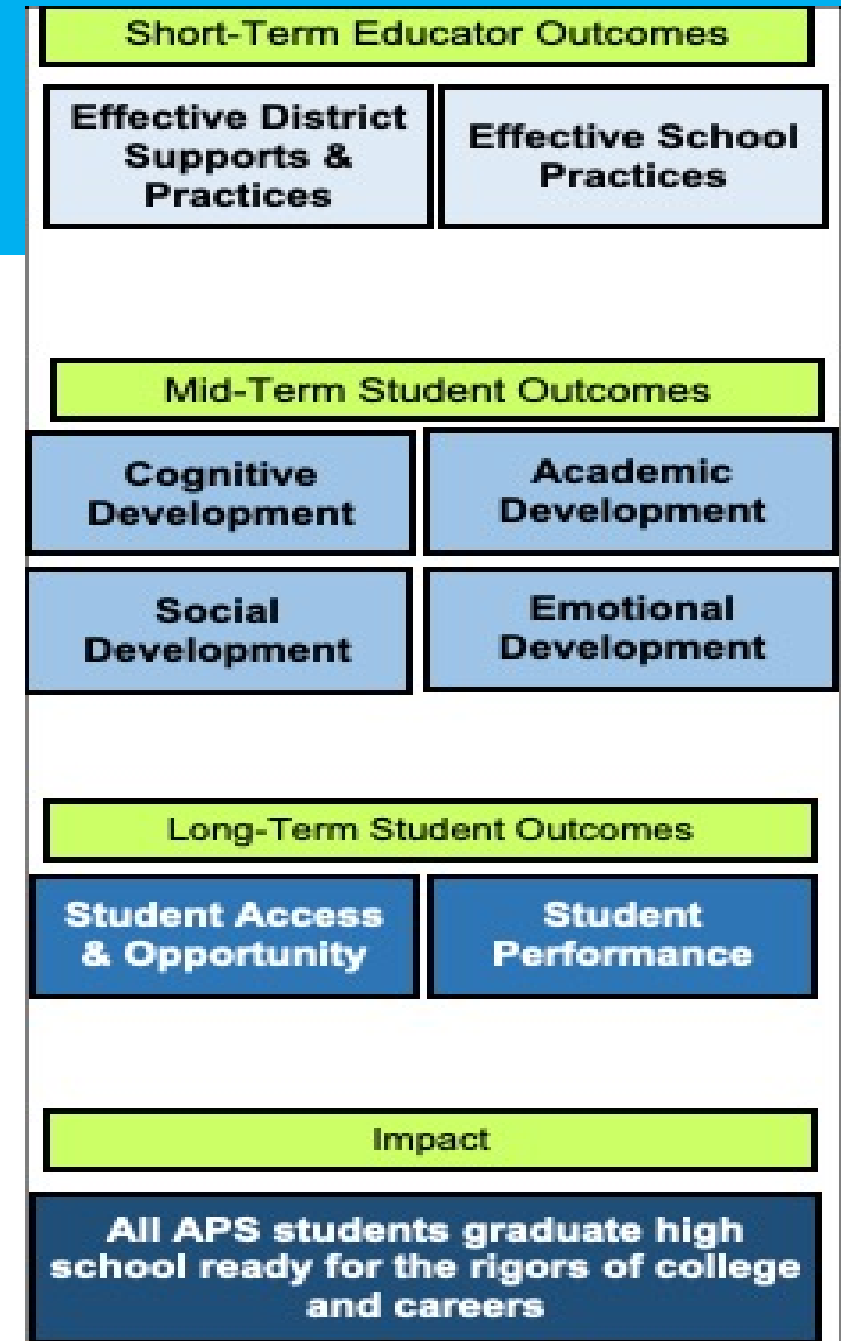 Short-Term Educator Outcomes
Effective District
Supports &
Practices
Effective School
Practices
Mid-Term Student Outcomes
Cognitive
Development
Academic
Development
Social
Development
Emotional
Development
Long-Term Student Outcomes
Student Access
& Opportunity
Student
Performance
Impact
All APS students graduate high
school ready for the rigors of college
and careers